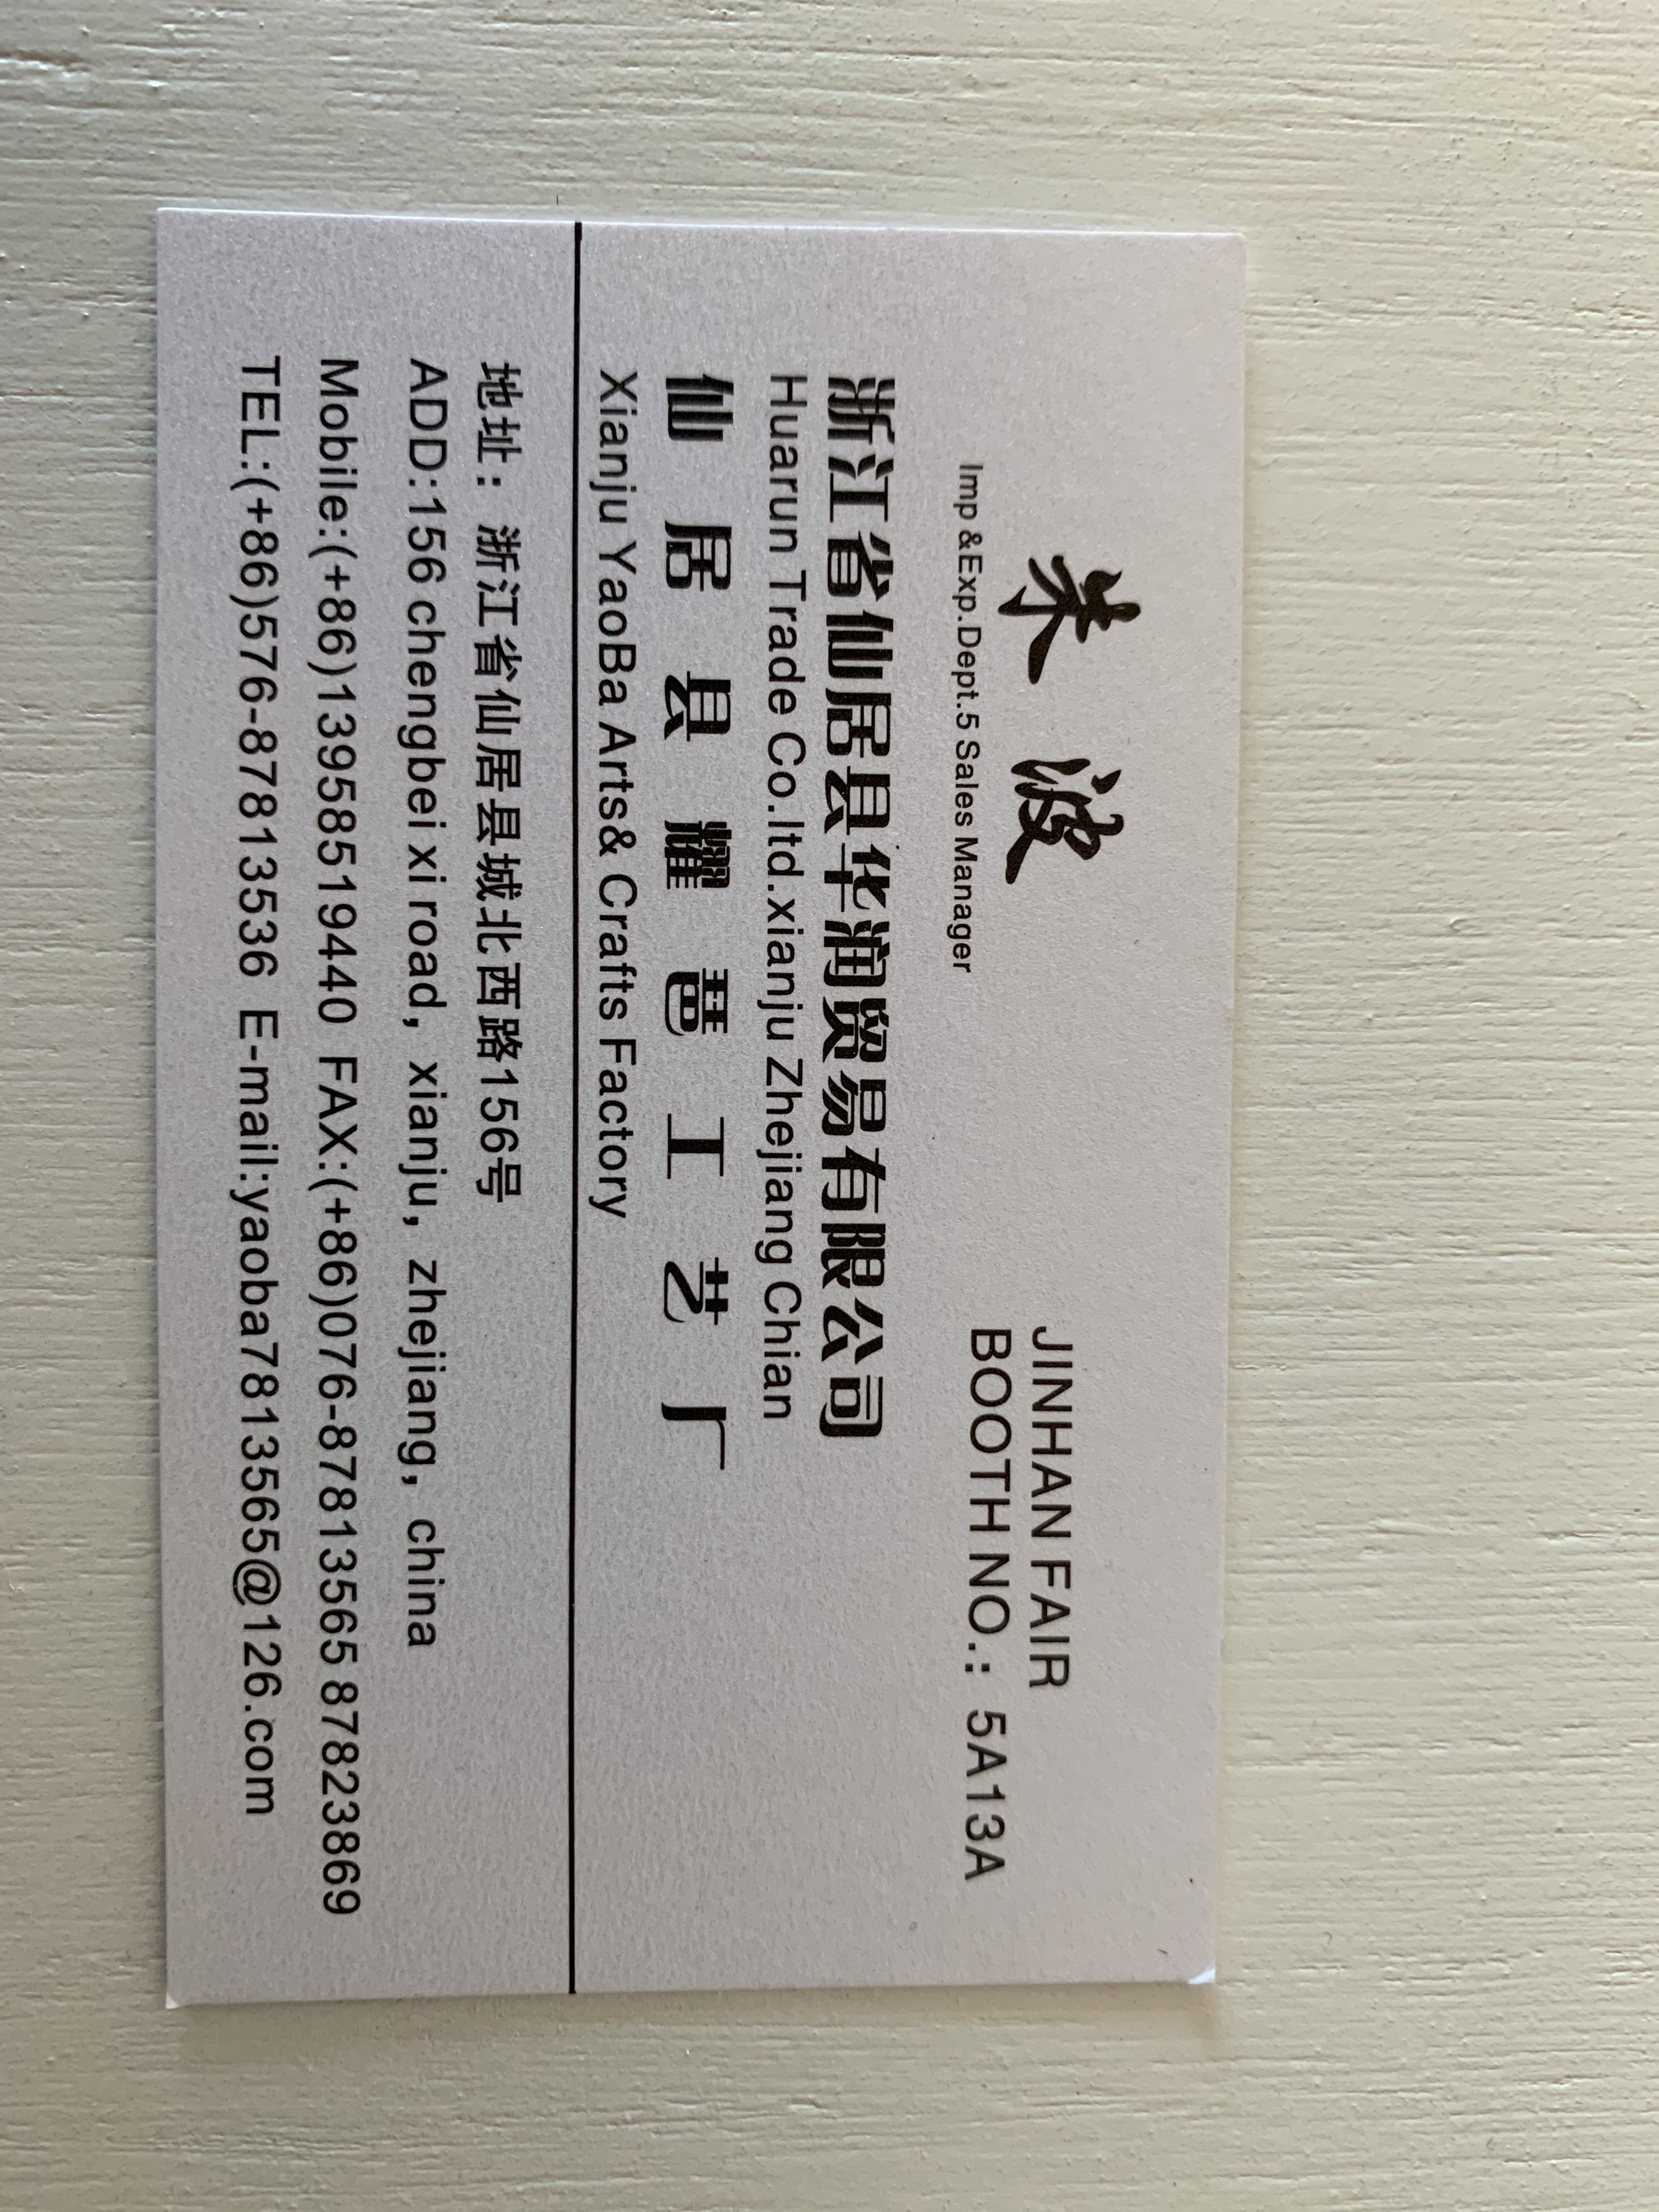 朱波
Imp &Exp.Dept.5 Sales Manager
JINHAN FAIR
BOOTH NO.: 5A13A
浙江省仙居县华润贸易有限公司
Huarun Trade Co.ltd.xianju Zhejiang Chian
仙居县耀琶工艺厂
Xianju YaoBa Arts& Crafts Factory
地址：浙江省仙居县城北西路156号
ADD:156 chengbei xi road，xianju，zhejiang，china
Mobile:(+86)13958519440 FAX:(+86)076-87813565 87823869
TEL:(+86)576-87813536 E-mail:yaoba7813565@126.com